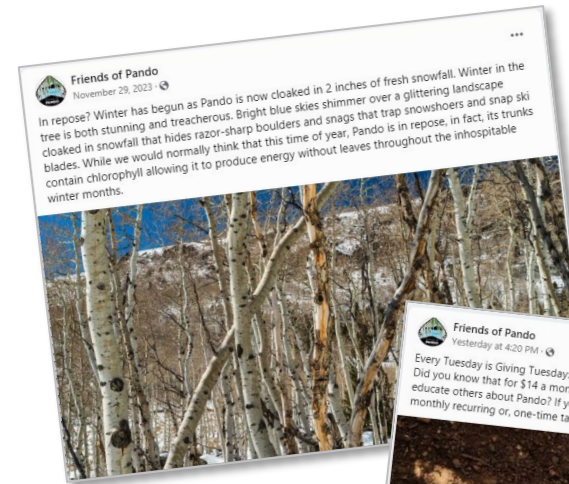 Friends of Pando
November 29, 2023 ·
In repose? Winter has begun as Pando is now cloaked in 2 inches of fresh snowfall. Winter in the
tree is both stunning and treacherous. Bright blue skies shimmer over a glittering landscape
cloaked in snowfall that hides razor-sharp boulders and snags that trap snowshoers and snap ski
blades. While we would normally think that this time of year, Pando is in repose, in fact, its trunks
contain chlorophyll allowing it to produce energy without leaves throughout the inhospitable
winter months.
Friends of Pando
Yesterday at 4:20 PM ·
Every Tuesday is Giving Tuesday
Did you know that for $14 a mon
educate others about Pando? If y
monthly recurring or, one-time ta